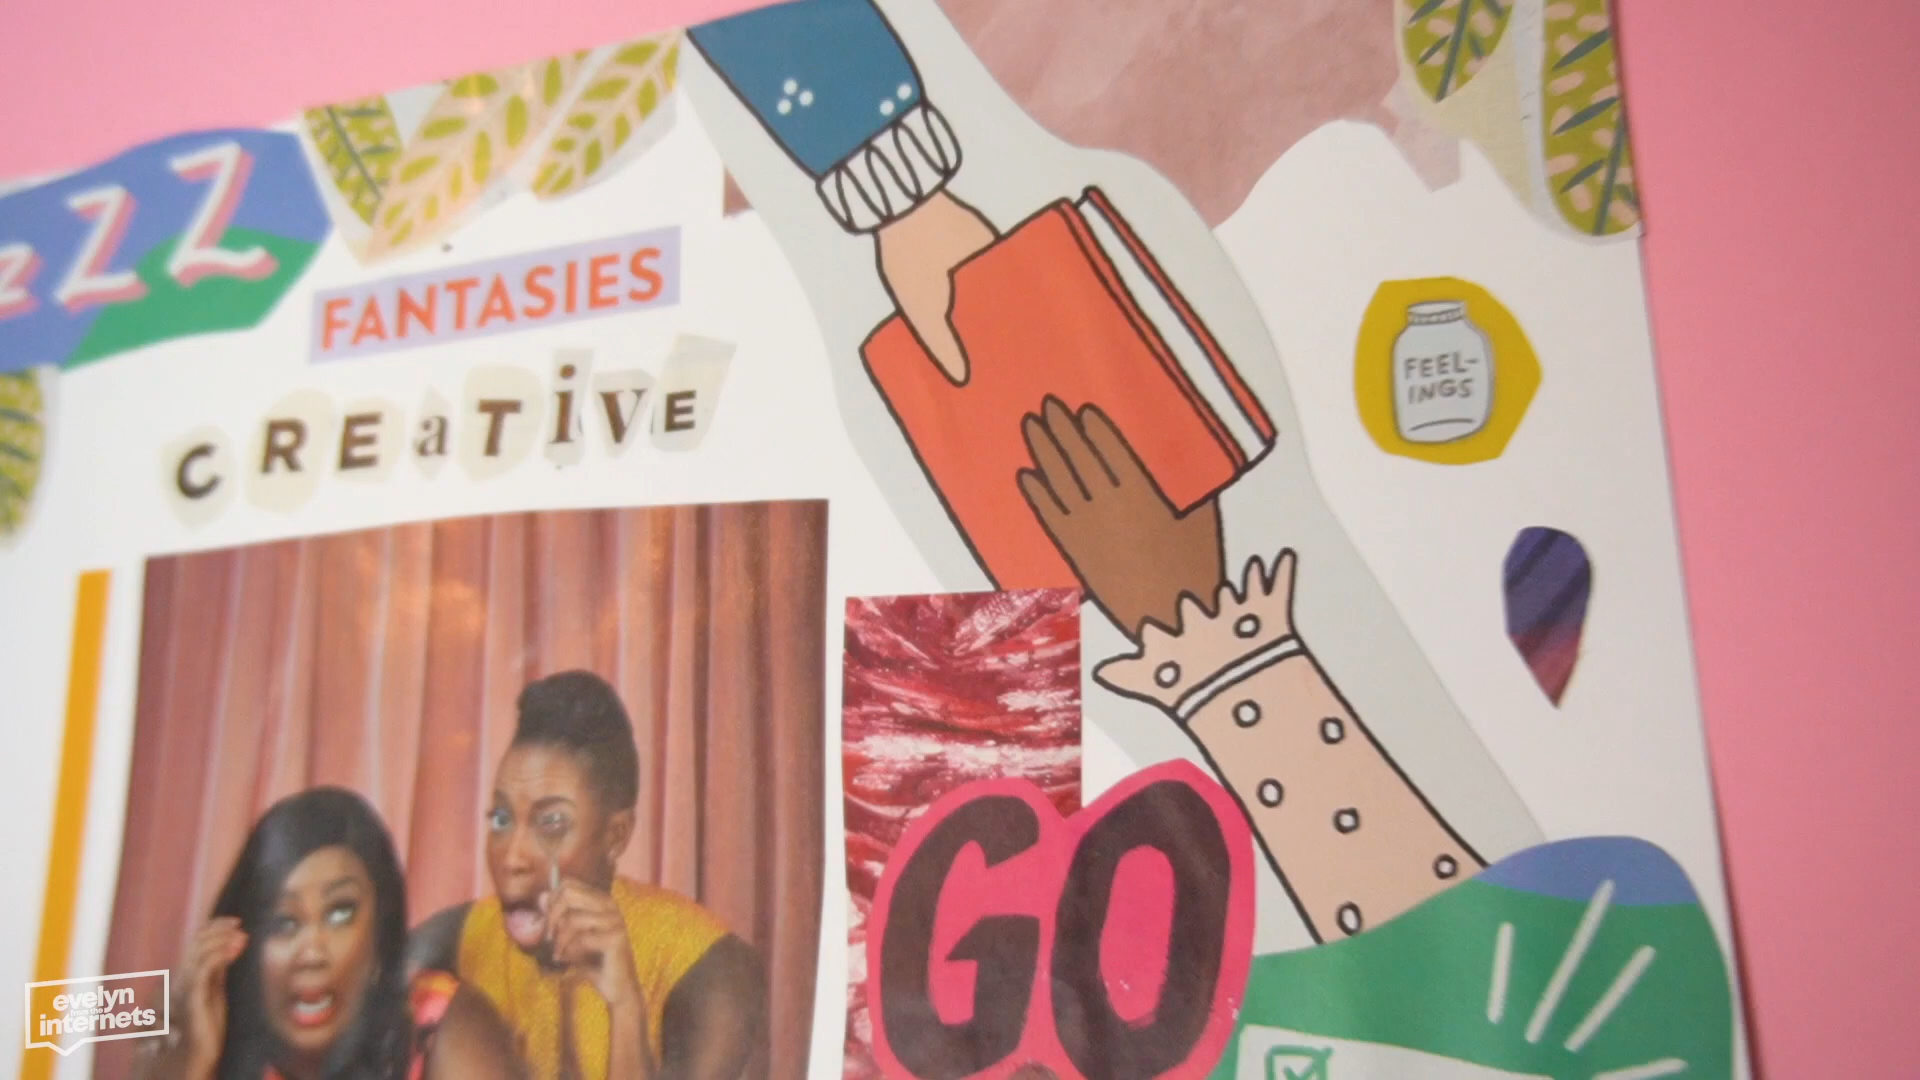 zZZ
FANTASIES
CREaTive
FEEL-
INGS
GO
evelyn
from the
internets